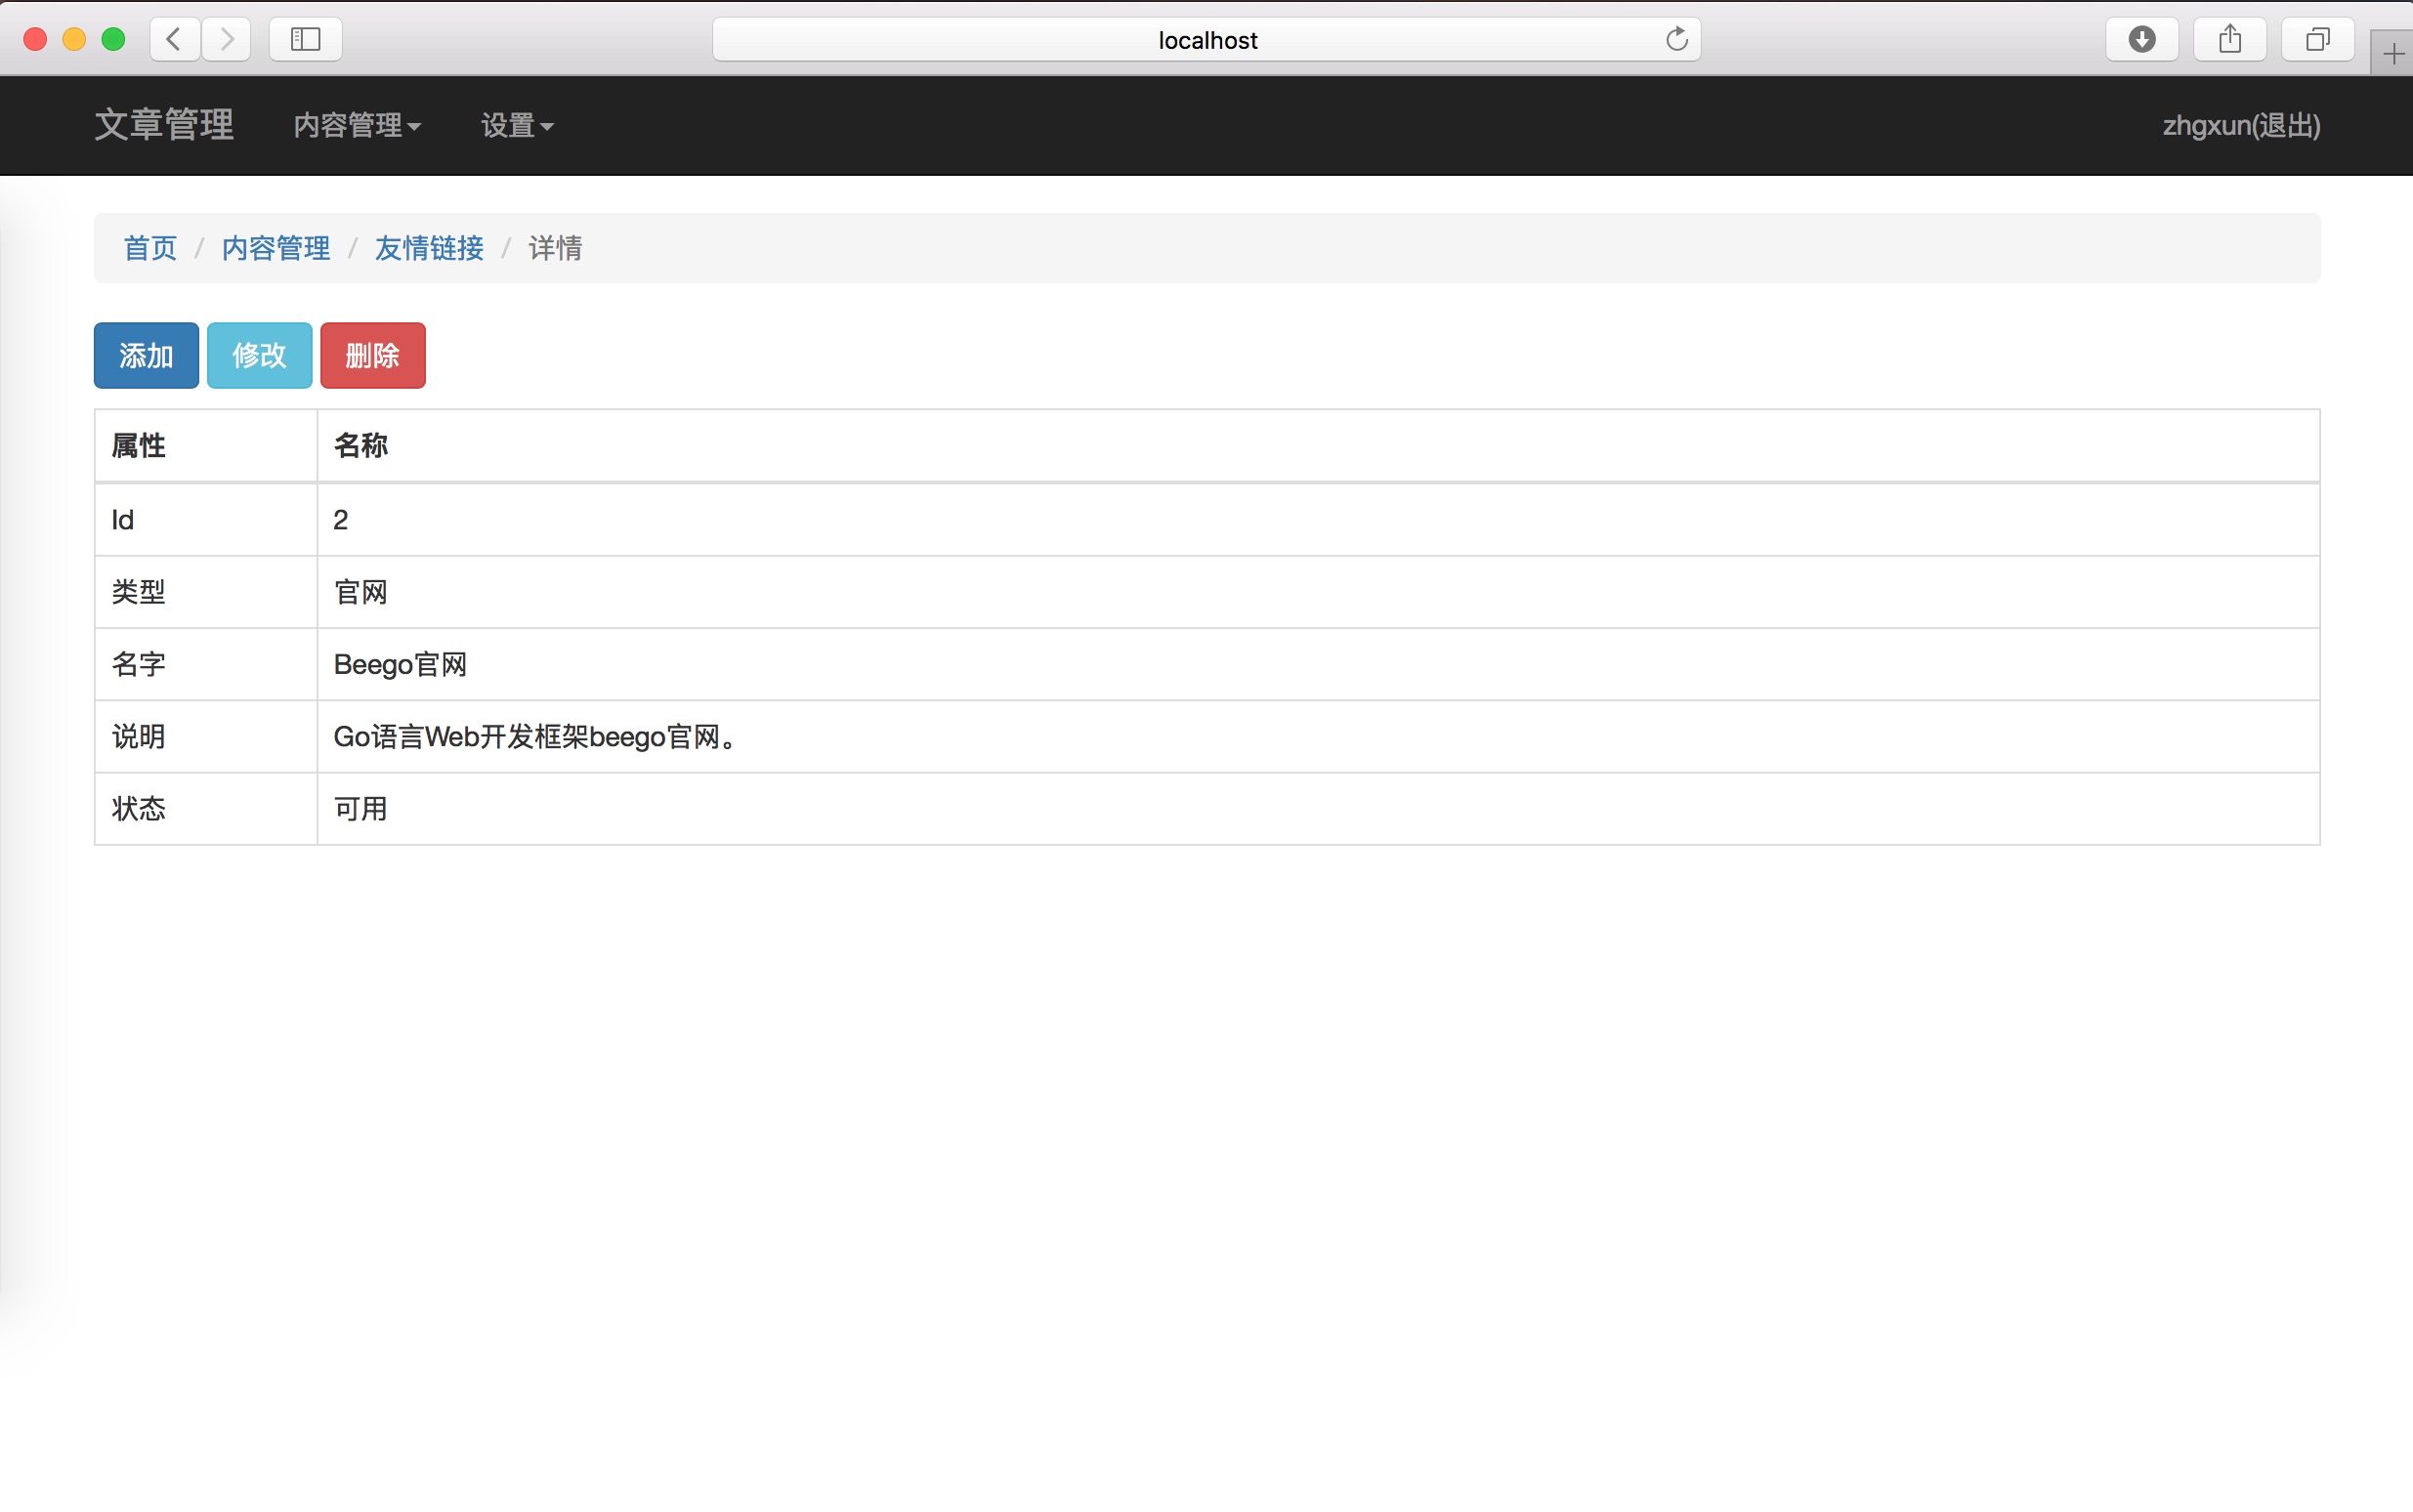 localhost
文章管理 内容管理 设置 zhgxun(退出)
首页 / 内容管理 / 友情链接 / 详情
添加 修改 删除
属性 名称
Id 2
类型 官网
名字 Beego官网
说明 Go语言Web开发框架beego官网。
状态 可用